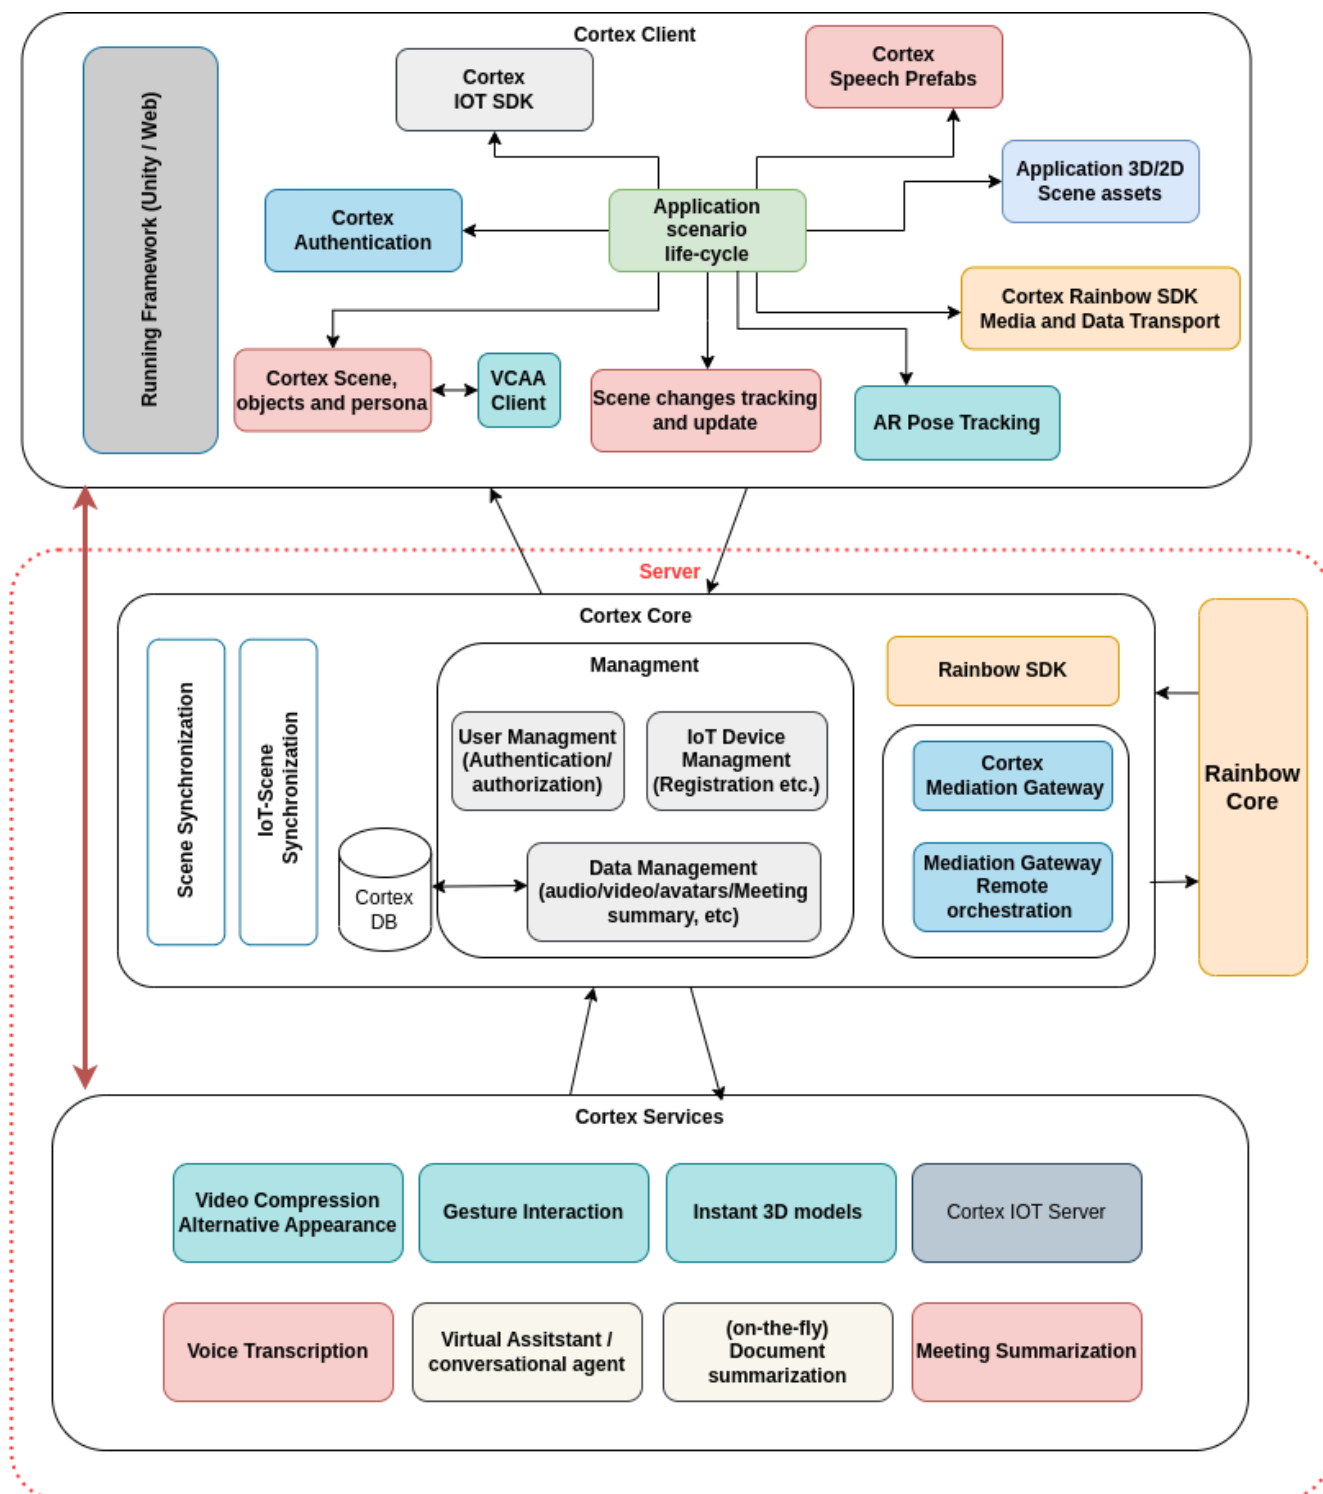 Cortex Client
Running Framework (Unity / Web)
Cortex
IOT SDK
Cortex
Speech Prefabs
Application 3D/2D
Scene assets
Cortex
Authentication
Application
scenario
life-cycle
Cortex Rainbow SDK
Media and Data Transport
Cortex Scene,
objects and persona
VCAA
Client
Scene changes tracking
and update
AR Pose Tracking
Server
Cortex Core
Scene Synchronization
IoT-Scene
Synchronization
Managment
User Managment
(Authentication/
authorization)
IoT Device
Managment
(Registration etc.)
Cortex
DB
Data Management
(audio/video/avatars/Meeting
summary, etc)
Rainbow SDK
Cortex
Mediation Gateway
Mediation Gateway
Remote
orchestration
Rainbow
Core
Cortex Services
Video Compression
Alternative Appearance
Gesture Interaction
Instant 3D models
Cortex IOT Server
Voice Transcription
Virtual Assitstant /
conversational agent
(on-the-fly)
Document
summarization
Meeting Summarization